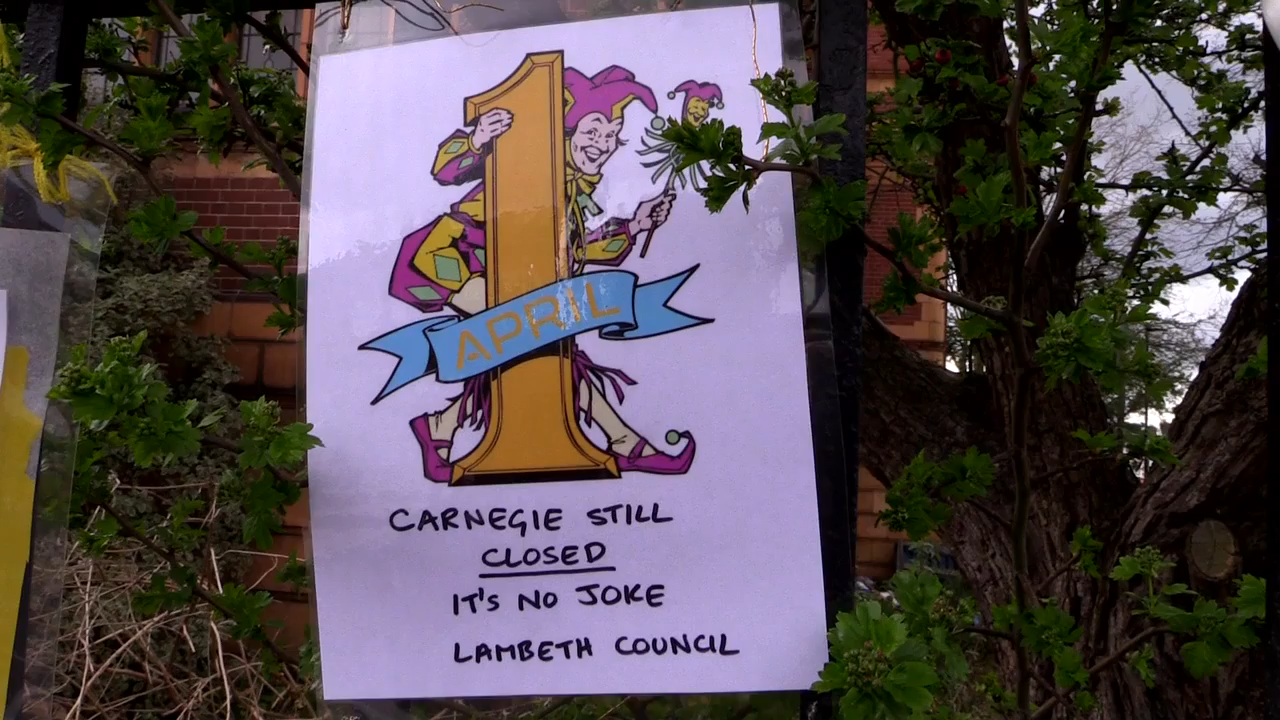 1
APRIL
CARNEGIE STILL
CLOSED
IT'S NO JOKE
LAMBETH COUNCIL